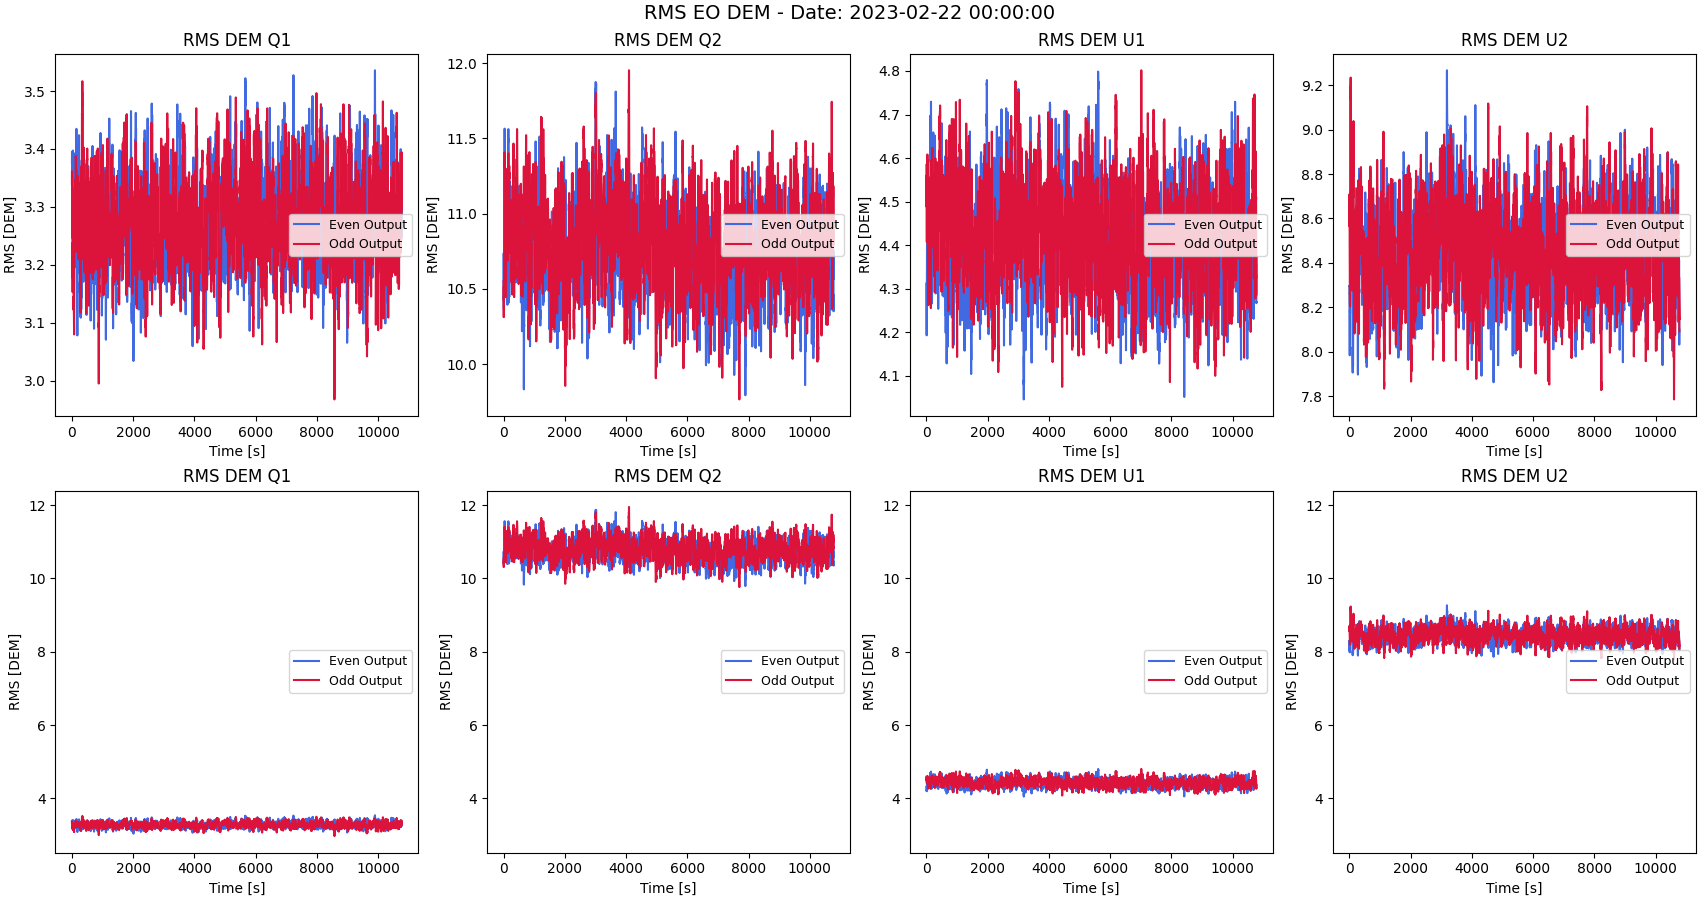 RMS EO DEM - Date: 2023-02-22 00:00:00
RMS DEM Q1
RMS [DEM]
3.5
3.4
3.3
3.2
3.1
3.0
Even Output
Odd Output
0 2000 4000 6000 8000 10000
Time [s]
RMS DEM Q2
RMS [DEM]
12.0
11.5
11.0
10.5
10.0
Even Output
Odd Output
0 2000 4000 6000 8000 10000
Time [s]
RMS DEM U1
RMS [DEM]
4.8
4.7
4.6
4.5
4.4
4.3
4.2
4.1
Even Output
Odd Output
0 2000 4000 6000 8000 10000
Time [s]
RMS DEM U2
RMS [DEM]
9.2
9.0
8.8
8.6
8.4
8.2
8.0
7.8
Even Output
Odd Output
0 2000 4000 6000 8000 10000
Time [s]
RMS DEM Q1
RMS [DEM]
12
10
8
6
4
Even Output
Odd Output
0 2000 4000 6000 8000 10000
Time [s]
RMS DEM Q2
RMS [DEM]
12
10
8
6
4
Even Output
Odd Output
0 2000 4000 6000 8000 10000
Time [s]
RMS DEM U1
RMS [DEM]
12
10
8
6
4
Even Output
Odd Output
0 2000 4000 6000 8000 10000
Time [s]
RMS DEM U2
RMS [DEM]
12
10
8
6
4
Even Output
Odd Output
0 2000 4000 6000 8000 10000
Time [s]